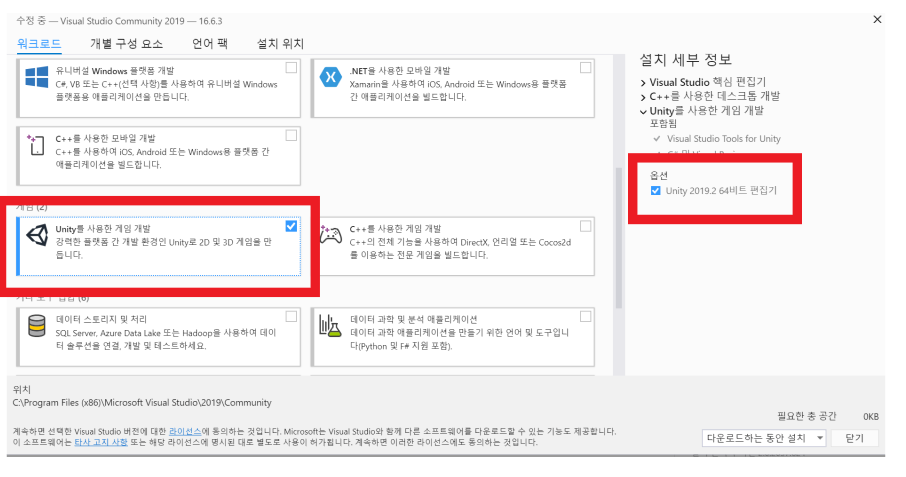 수정 중 — Visual Studio Community 2019 — 16.6.3
워크로드 개별 구성 요소 언어 팩 설치 위치
유니버설 Windows 플랫폼 개발
C#, VB 또는 C++(선택 사항)를 사용하여 유니버설 Windows
플랫폼용 애플리케이션을 만듭니다.
.NET을 사용한 모바일 개발
Xamarin을 사용하여 iOS, Android 또는 Windows용 플랫폼
간 애플리케이션을 빌드합니다.
C++를 사용한 모바일 개발
C++를 사용하여 iOS, Android 또는 Windows용 플랫폼 간
애플리케이션을 빌드합니다.
게임 (2)
Unity를 사용한 게임 개발
강력한 플랫폼 간 개발 환경인 Unity로 2D 및 3D 게임을 만
듭니다.
C++를 사용한 게임 개발
C++의 전체 기능을 사용하여 DirectX, 언리얼 또는 Cocos2d
를 이용하는 전문 게임을 빌드합니다.
(6)
데이터 스토리지 및 처리
SQL Server, Azure Data Lake 또는 Hadoop을 사용하여 데이
터 솔루션을 연결, 개발 및 테스트하세요.
데이터 과학 및 분석 애플리케이션
데이터 과학 애플리케이션을 만들기 위한 언어 및 도구입니
다(Python 및 F# 지원 포함).
설치 세부 정보
Visual Studio 핵심 편집기
C++를 사용한 데스크톱 개발
Unity를 사용한 게임 개발
포함됨
Visual Studio Tools for Unity
옵션
Unity 2019.2 64비트 편집기
위치
C:\Program Files (x86)\Microsoft Visual Studio\2019\Community
계속하면 선택한 Visual Studio 버전에 대한 라이선스에 동의하는 것입니다. Microsoft는 Visual Studio와 함께 다른 소프트웨어를 다운로드할 수 있는 기능도 제공합니다.
이 소프트웨어는 타사 고지 사항 또는 해당 라이선스에 명시된 대로 별도로 사용이 허가됩니다. 계속하면 이러한 라이선스에도 동의하는 것입니다.
필요한 총 공간 0KB
다운로드하는 동안 설치 닫기